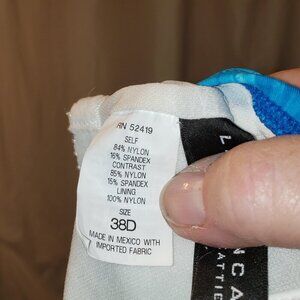 RN 52419
SELF
84% NYLON
16% SPANDEX
CONTRAST
85% NYLON
15% SPANDEX
LINING
100% NYLON
SIZE
38D
MADE IN MEXICO WITH
IMPORTED FABRIC